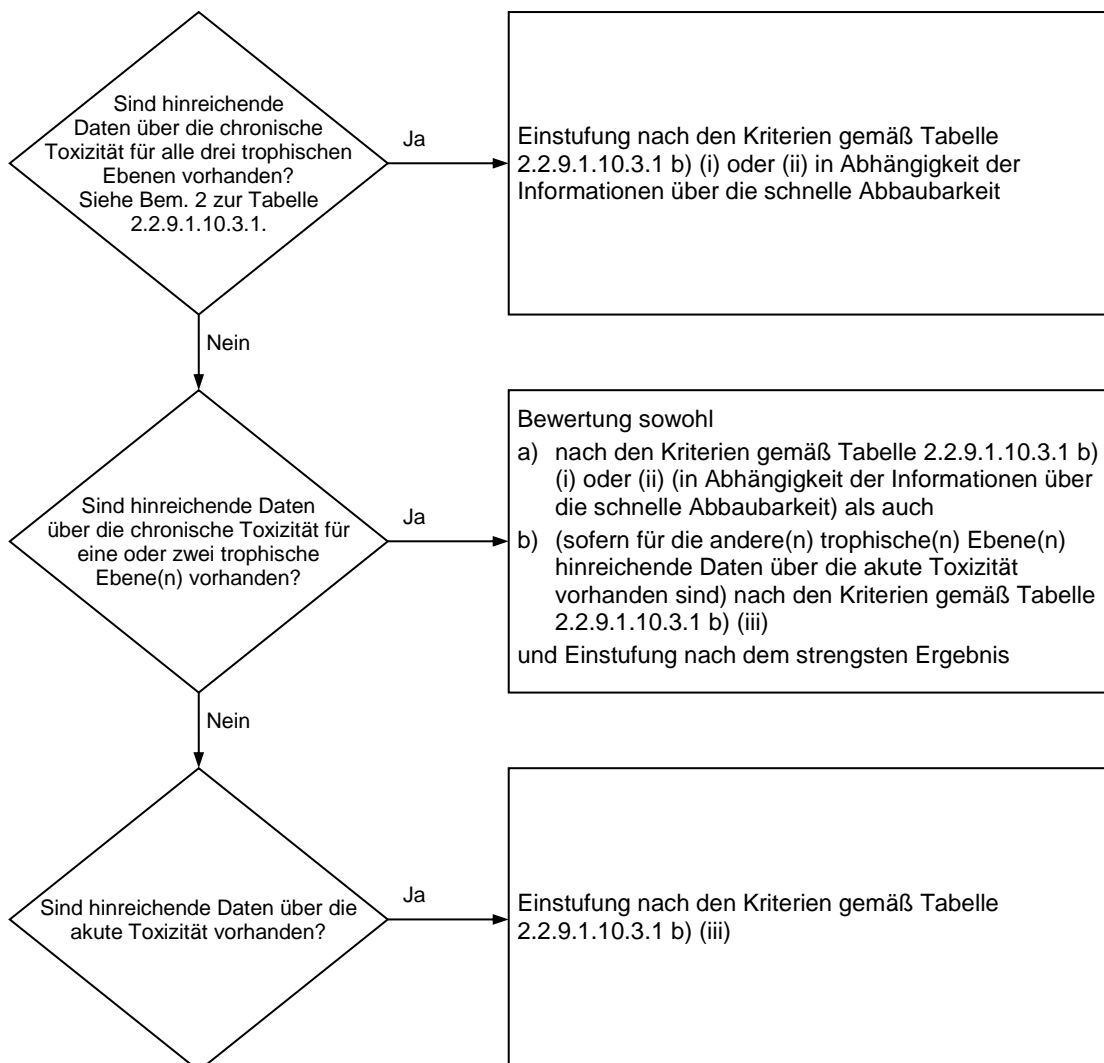 Sind hinreichende
Daten über die chronische
Toxizität für alle drei trophischen
Ebenen vorhanden?
Siehe Bem. 2 zur Tabelle
2.2.9.1.10.3.1.
Ja
Einstufung nach den Kriterien gemäß Tabelle
2.2.9.1.10.3.1 b) (i) oder (ii) in Abhängigkeit der
Informationen über die schnelle Abbaubarkeit
Nein
Sind hinreichende Daten
über die chronische Toxizität für
eine oder zwei trophische
Ebene(n) vorhanden?
Ja
Bewertung sowohl
a) nach den Kriterien gemäß Tabelle 2.2.9.1.10.3.1 b)
(i) oder (ii) (in Abhängigkeit der Informationen über
die schnelle Abbaubarkeit) als auch
b) (sofern für die andere(n) trophische(n) Ebene(n)
hinreichende Daten über die akute Toxizität
vorhanden sind) nach den Kriterien gemäß Tabelle
2.2.9.1.10.3.1 b) (iii)
und Einstufung nach dem strengsten Ergebnis
Nein
Sind hinreichende Daten über die
akute Toxizität vorhanden?
Ja
Einstufung nach den Kriterien gemäß Tabelle
2.2.9.1.10.3.1 b) (iii)